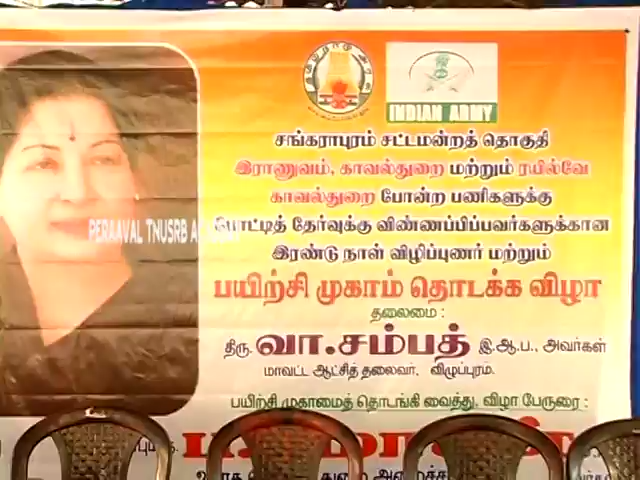 INDIAN ARMY
சங்கராபுரம் சட்டமன்றத் தொகுதி
இராணுவம், காவல்துறை மற்றும் ரயில்வே
காவல்துறை போன்ற பணிகளுக்கு
PERAAVAL TNUSRB
போட்டித் தேர்வுக்கு விண்ணப்பிப்பவர்களுக்கான
இரண்டு நாள் விழிப்புணர் மற்றும்
பயிற்சி முகாம் தொடக்க விழா
தலைமை :
திரு. வா.சம்பத் இ.ஆ.ப., அவர்கள்
மாவட்ட ஆட்சித் தலைவர், விழுப்புரம்.
பயிற்சி முகாமைத் தொடங்கி வைத்து, விழா பேருரை :